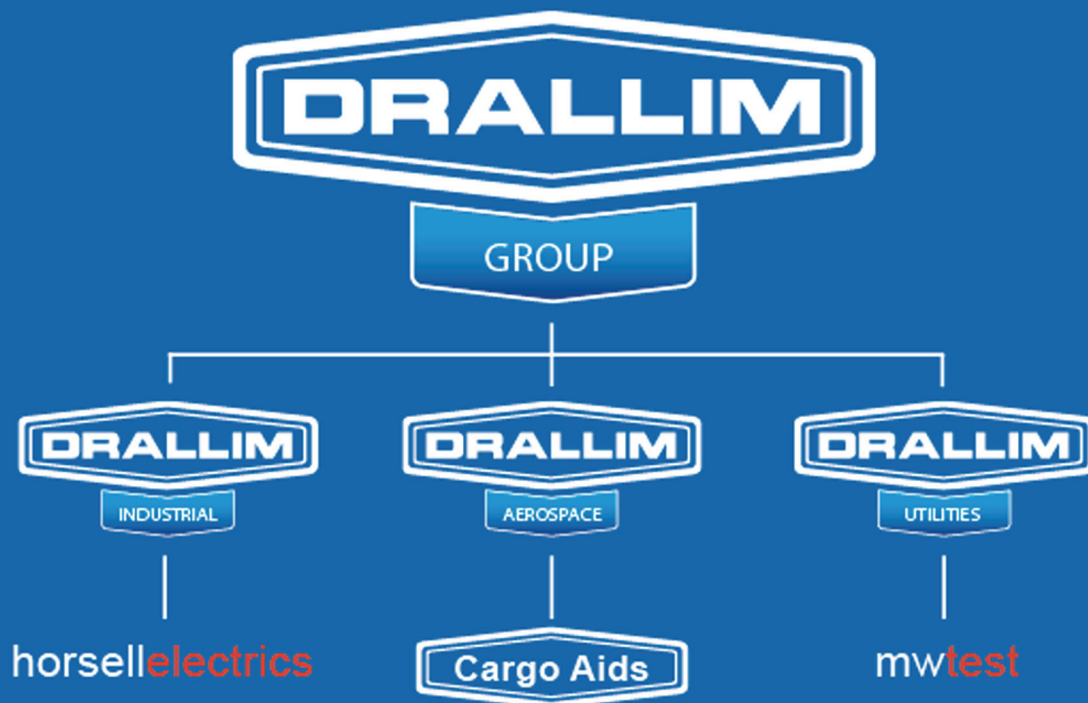 DRALLIM
GROUP
DRALLIM DRALLIM DRALLIM
INDUSTRIAL AEROSPACE UTILITIES
horsellelectrics Cargo Aids mwtest